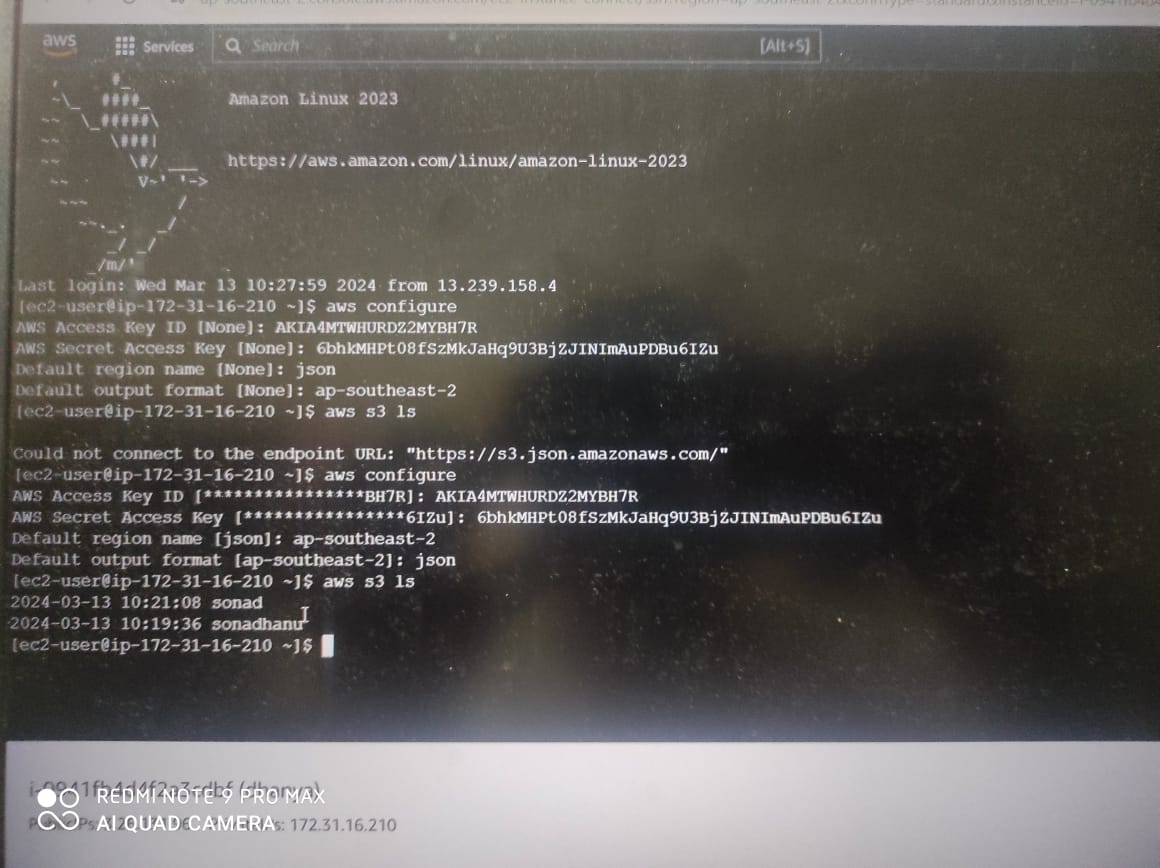 aws Services Search [Alt+S]
Amazon Linux 2023
https://aws.amazon.com/linux/amazon-linux-2023
Last login: Wed Mar 13 10:27:59 2024 from 13.239.158.4
[ec2-user@ip-172-31-16-210 ~]$ aws configure
AWS Access Key ID [None]: AKIA4MTWHURDZ2MYBH7R
AWS Secret Access Key [None]: 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
Default region name [None]: json
Default output format [None]: ap-southeast-2
[ec2-user@ip-172-31-16-210 ~]$ aws s3 ls
Could not connect to the endpoint URL: "https://s3.json.amazonaws.com/"
[ec2-user@ip-172-31-16-210 ~]$ aws configure
AWS Access Key ID [****************BH7R]: AKIA4MTWHURDZ2MYBH7R
AWS Secret Access Key [****************6IZu]: 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
Default region name [json]: ap-southeast-2
Default output format [ap-southeast-2]: json
[ec2-user@ip-172-31-16-210 ~]$ aws s3 ls
2024-03-13 10:21:08 sonad
2024-03-13 10:19:36 sonadhanu
[ec2-user@ip-172-31-16-210 ~]$
REDMI NOTE 9 PRO MAX
AI QUAD CAMERA
172.31.16.210